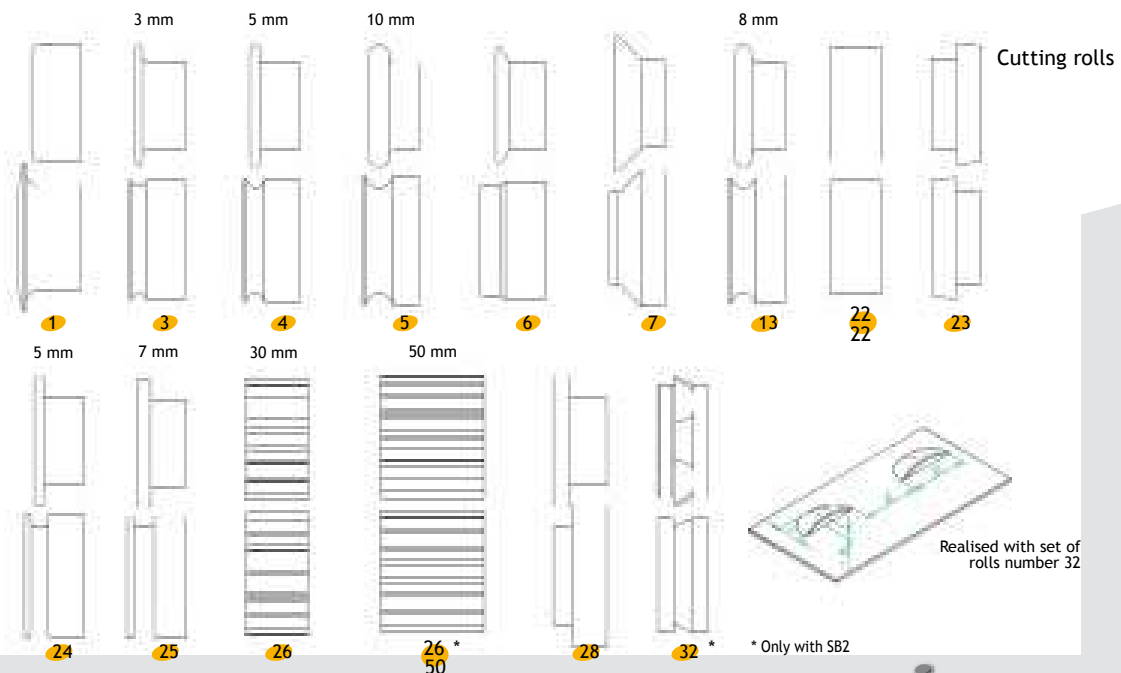 3 mm
5 mm
10 mm
8 mm
Cutting rolls
1
3
4
5
6
7
13
22
22
23
5 mm
7 mm
30 mm
50 mm
Realised with set of
rolls number 32
24
25
26
26 *
50
28
32 *
* Only with SB2